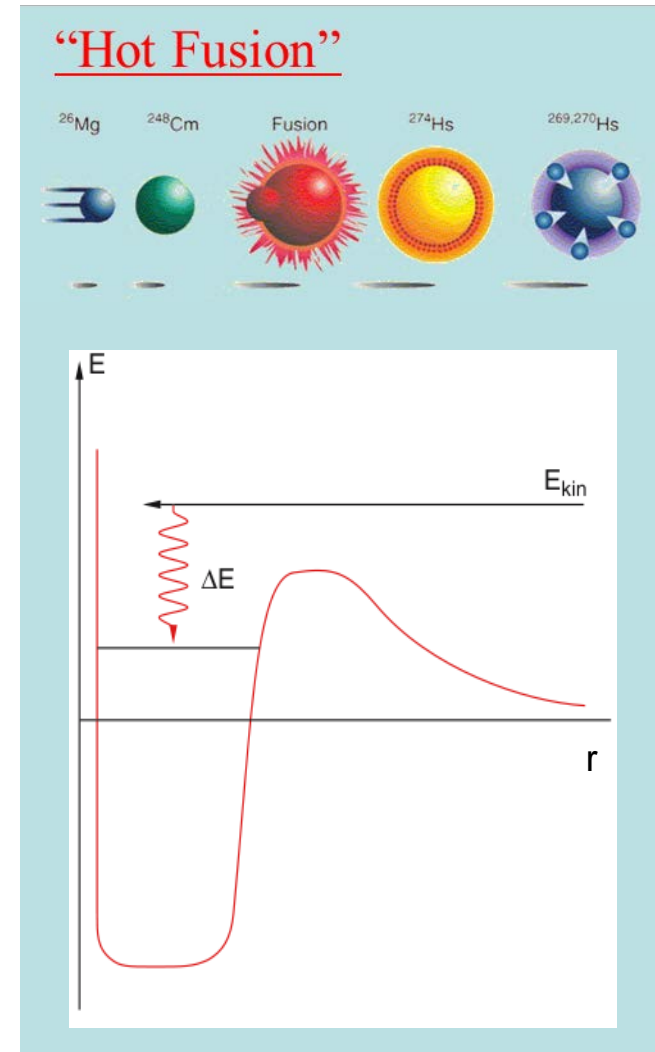 “Hot Fusion”
²⁶Mg ²⁴⁸Cm Fusion ²⁷⁴Hs ²⁶⁹,²⁷⁰Hs
E
Eₖᵢₙ
ΔE
r